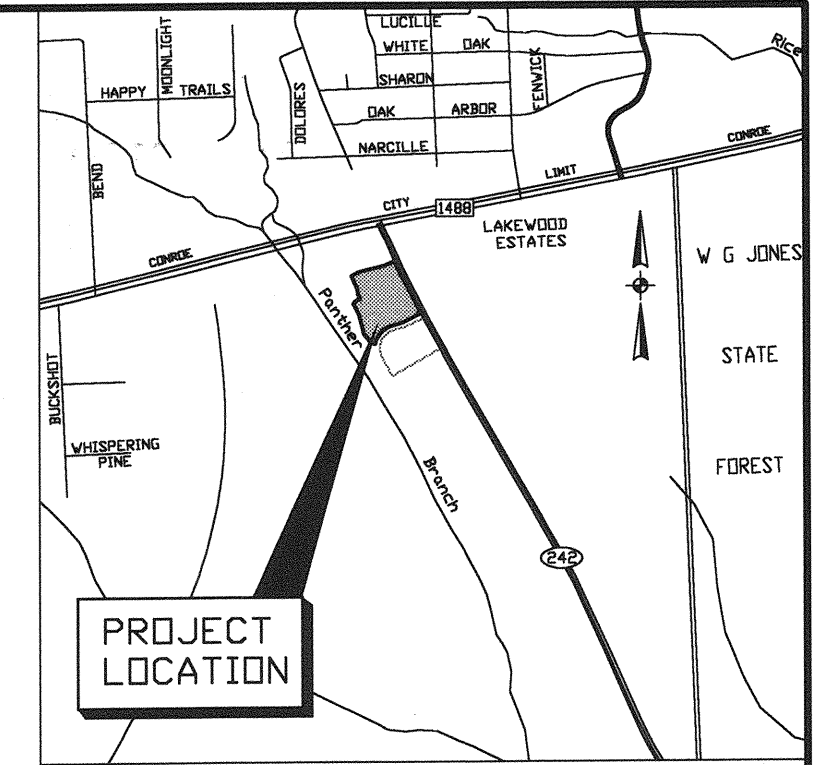 LUCILLE
WHITE OAK
Rice
MOONLIGHT
HAPPY TRAILS
DOLORES
SHARON
FENWICK
OAK ARBOR
NARCILLE
BEND
CONROE
LIMIT
CITY
1488
LAKEWOOD
ESTATES
CONROE
W G JONES
STATE
FOREST
Panther
Branch
BUCKSHOT
WHISPERING
PINE
242
PROJECT
LOCATION